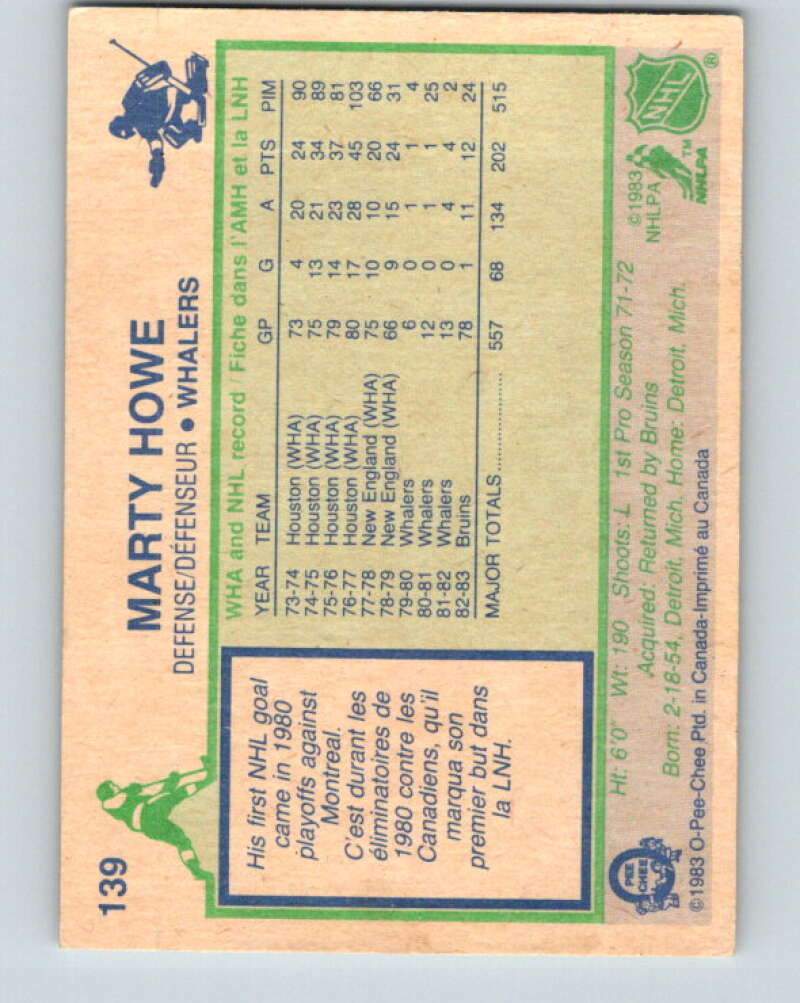 139
MARTY HOWE
DEFENSE/DÉFENSEUR • WHALERS
His first NHL goal
came in 1980
playoffs against
Montreal.
C'est durant les
éliminatoires de
1980 contre les
Canadiens, qu'il
marqua son
premier but dans
la LNH.
WHA and NHL record / Fiche dans l'AMH et la LNH
YEAR TEAM GP G A PTS PIM
73-74 Houston (WHA) 73 4 20 24 90
74-75 Houston (WHA) 75 13 21 34 89
75-76 Houston (WHA) 79 14 23 37 81
76-77 Houston (WHA) 80 17 28 45 103
77-78 New England (WHA) 75 10 10 20 66
78-79 New England (WHA) 66 9 15 24 31
79-80 Whalers 6 0 1 1 4
80-81 Whalers 12 0 1 1 25
81-82 Whalers 13 0 4 4 2
82-83 Bruins 78 1 11 12 24
MAJOR TOTALS .................. 557 68 134 202 515
Ht: 6'0" Wt: 190 Shoots: L 1st Pro Season 71-72
Acquired: Returned by Bruins
Born: 2-18-54, Detroit, Mich. Home: Detroit, Mich.
©1983 O-Pee-Chee Ptd. in Canada-Imprimé au Canada
O
PEE
CHEE
©1983
NHLPA
TM
NHLPA
NHL
®